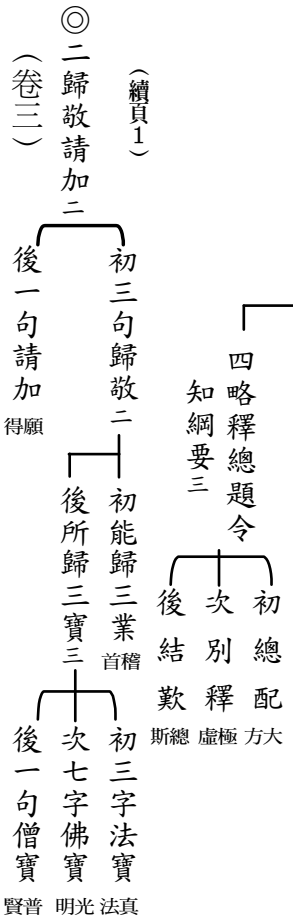 四略釋總題令
知綱要三
初總配
大方
次別釋
極虛
後結歎
總斯
（續頁1）
◎二歸敬請加二
（卷三）
初三句歸敬二
初能歸三業
稽首
後所歸三寶三
初三字法寶
真法
次七字佛寶
光明
後一句僧寶
普賢
後一句請加
願得